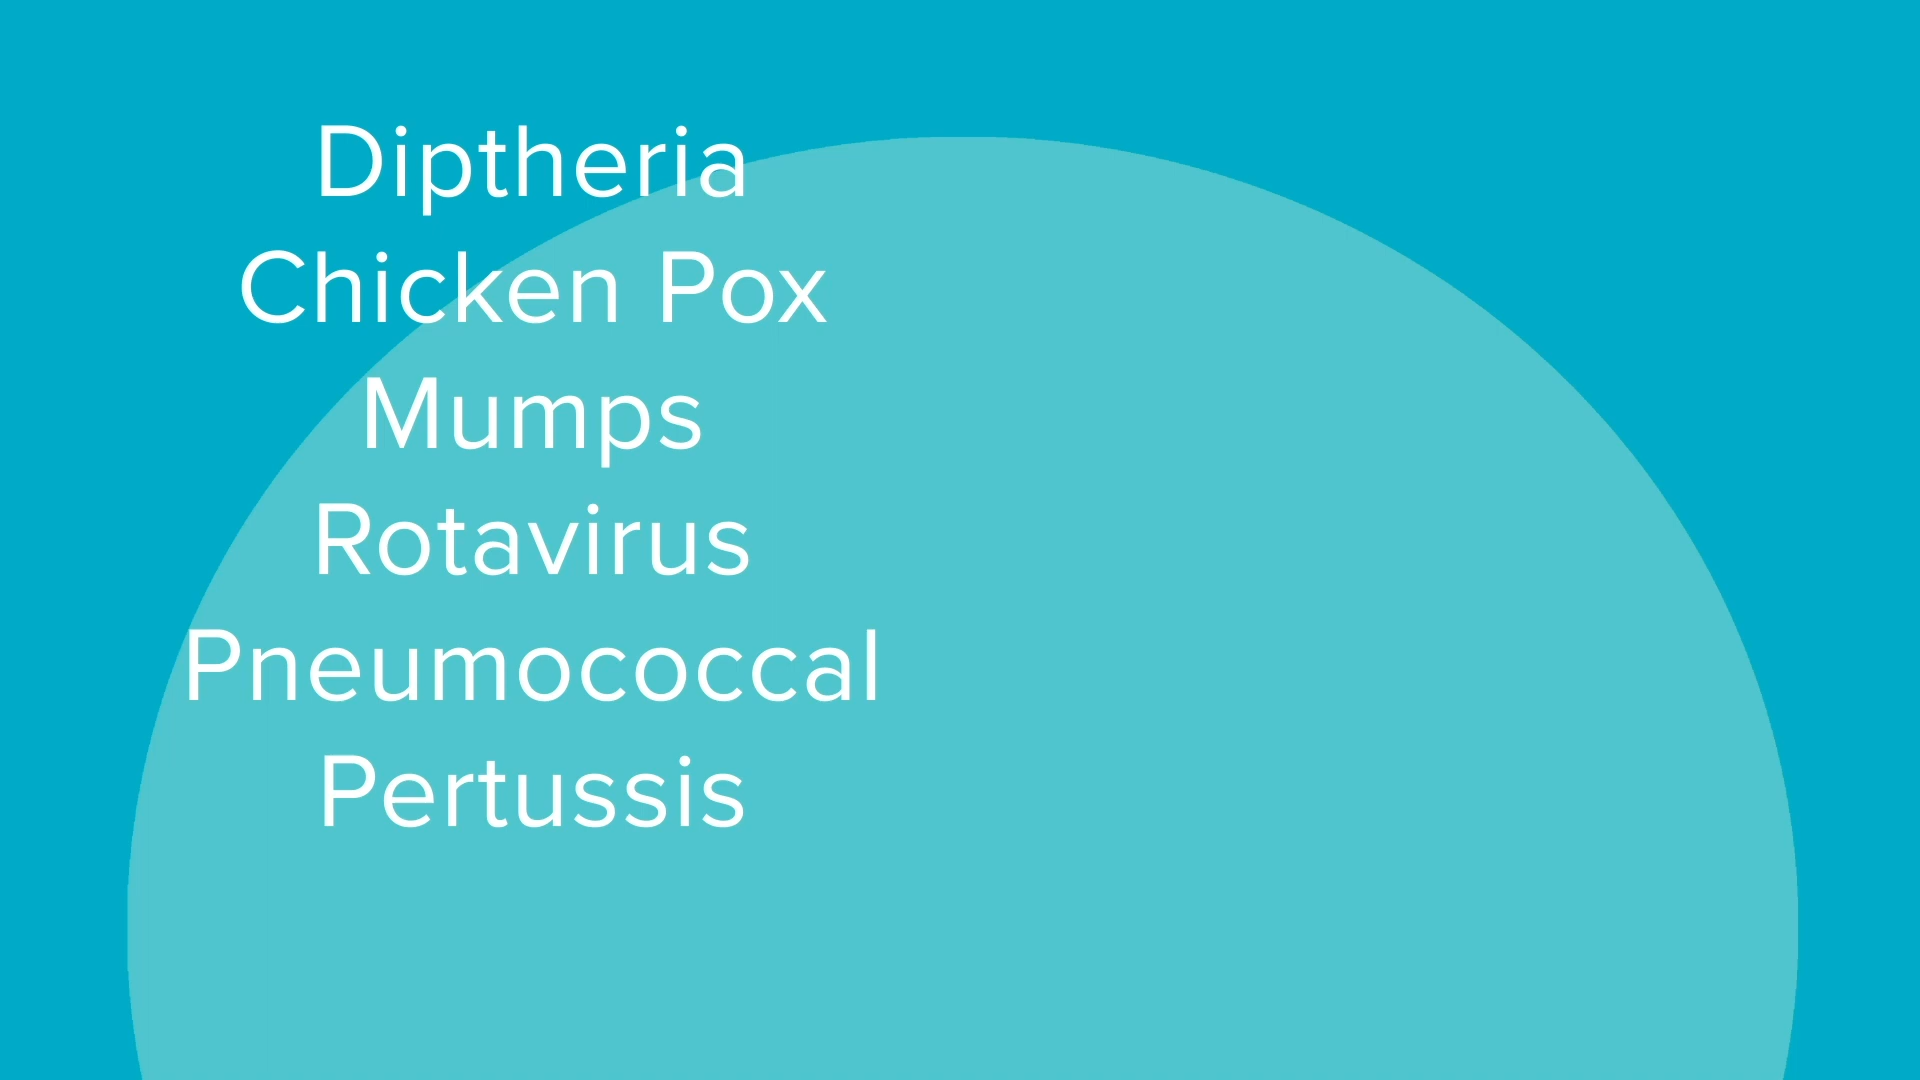 Diptheria
Chicken Pox
Mumps
Rotavirus
Pneumococcal
Pertussis